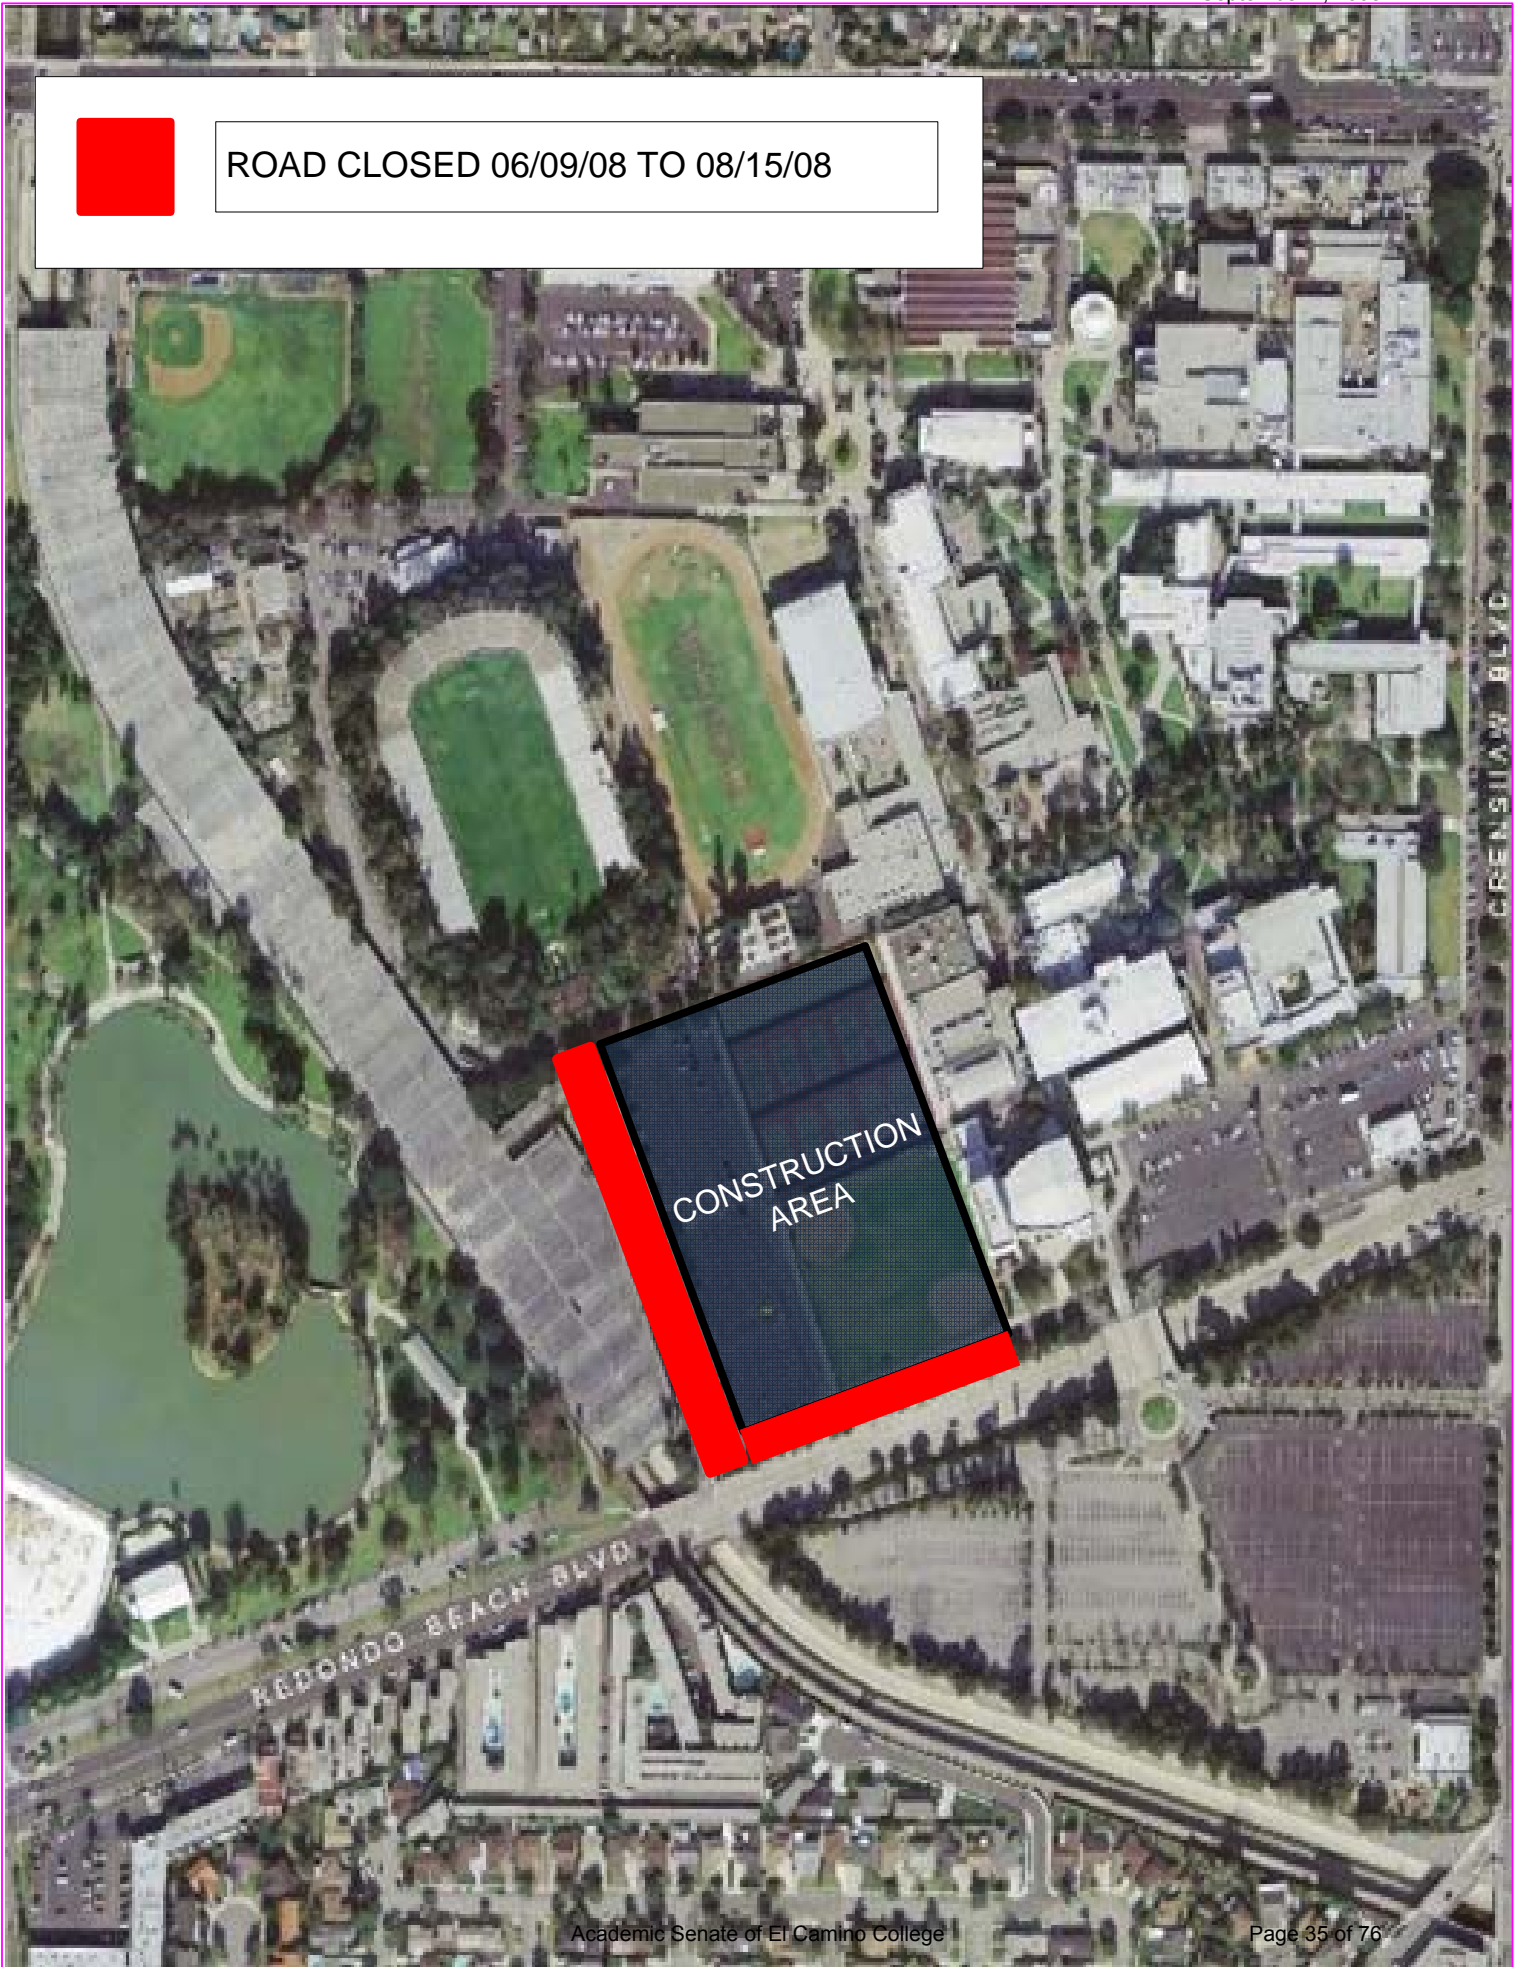 ROAD CLOSED 06/09/08 TO 08/15/08
CRENSHAW BLVD
CONSTRUCTION
AREA
REDONDO BEACH BLVD
Academic Senate of El Camino College
Page 35 of 76